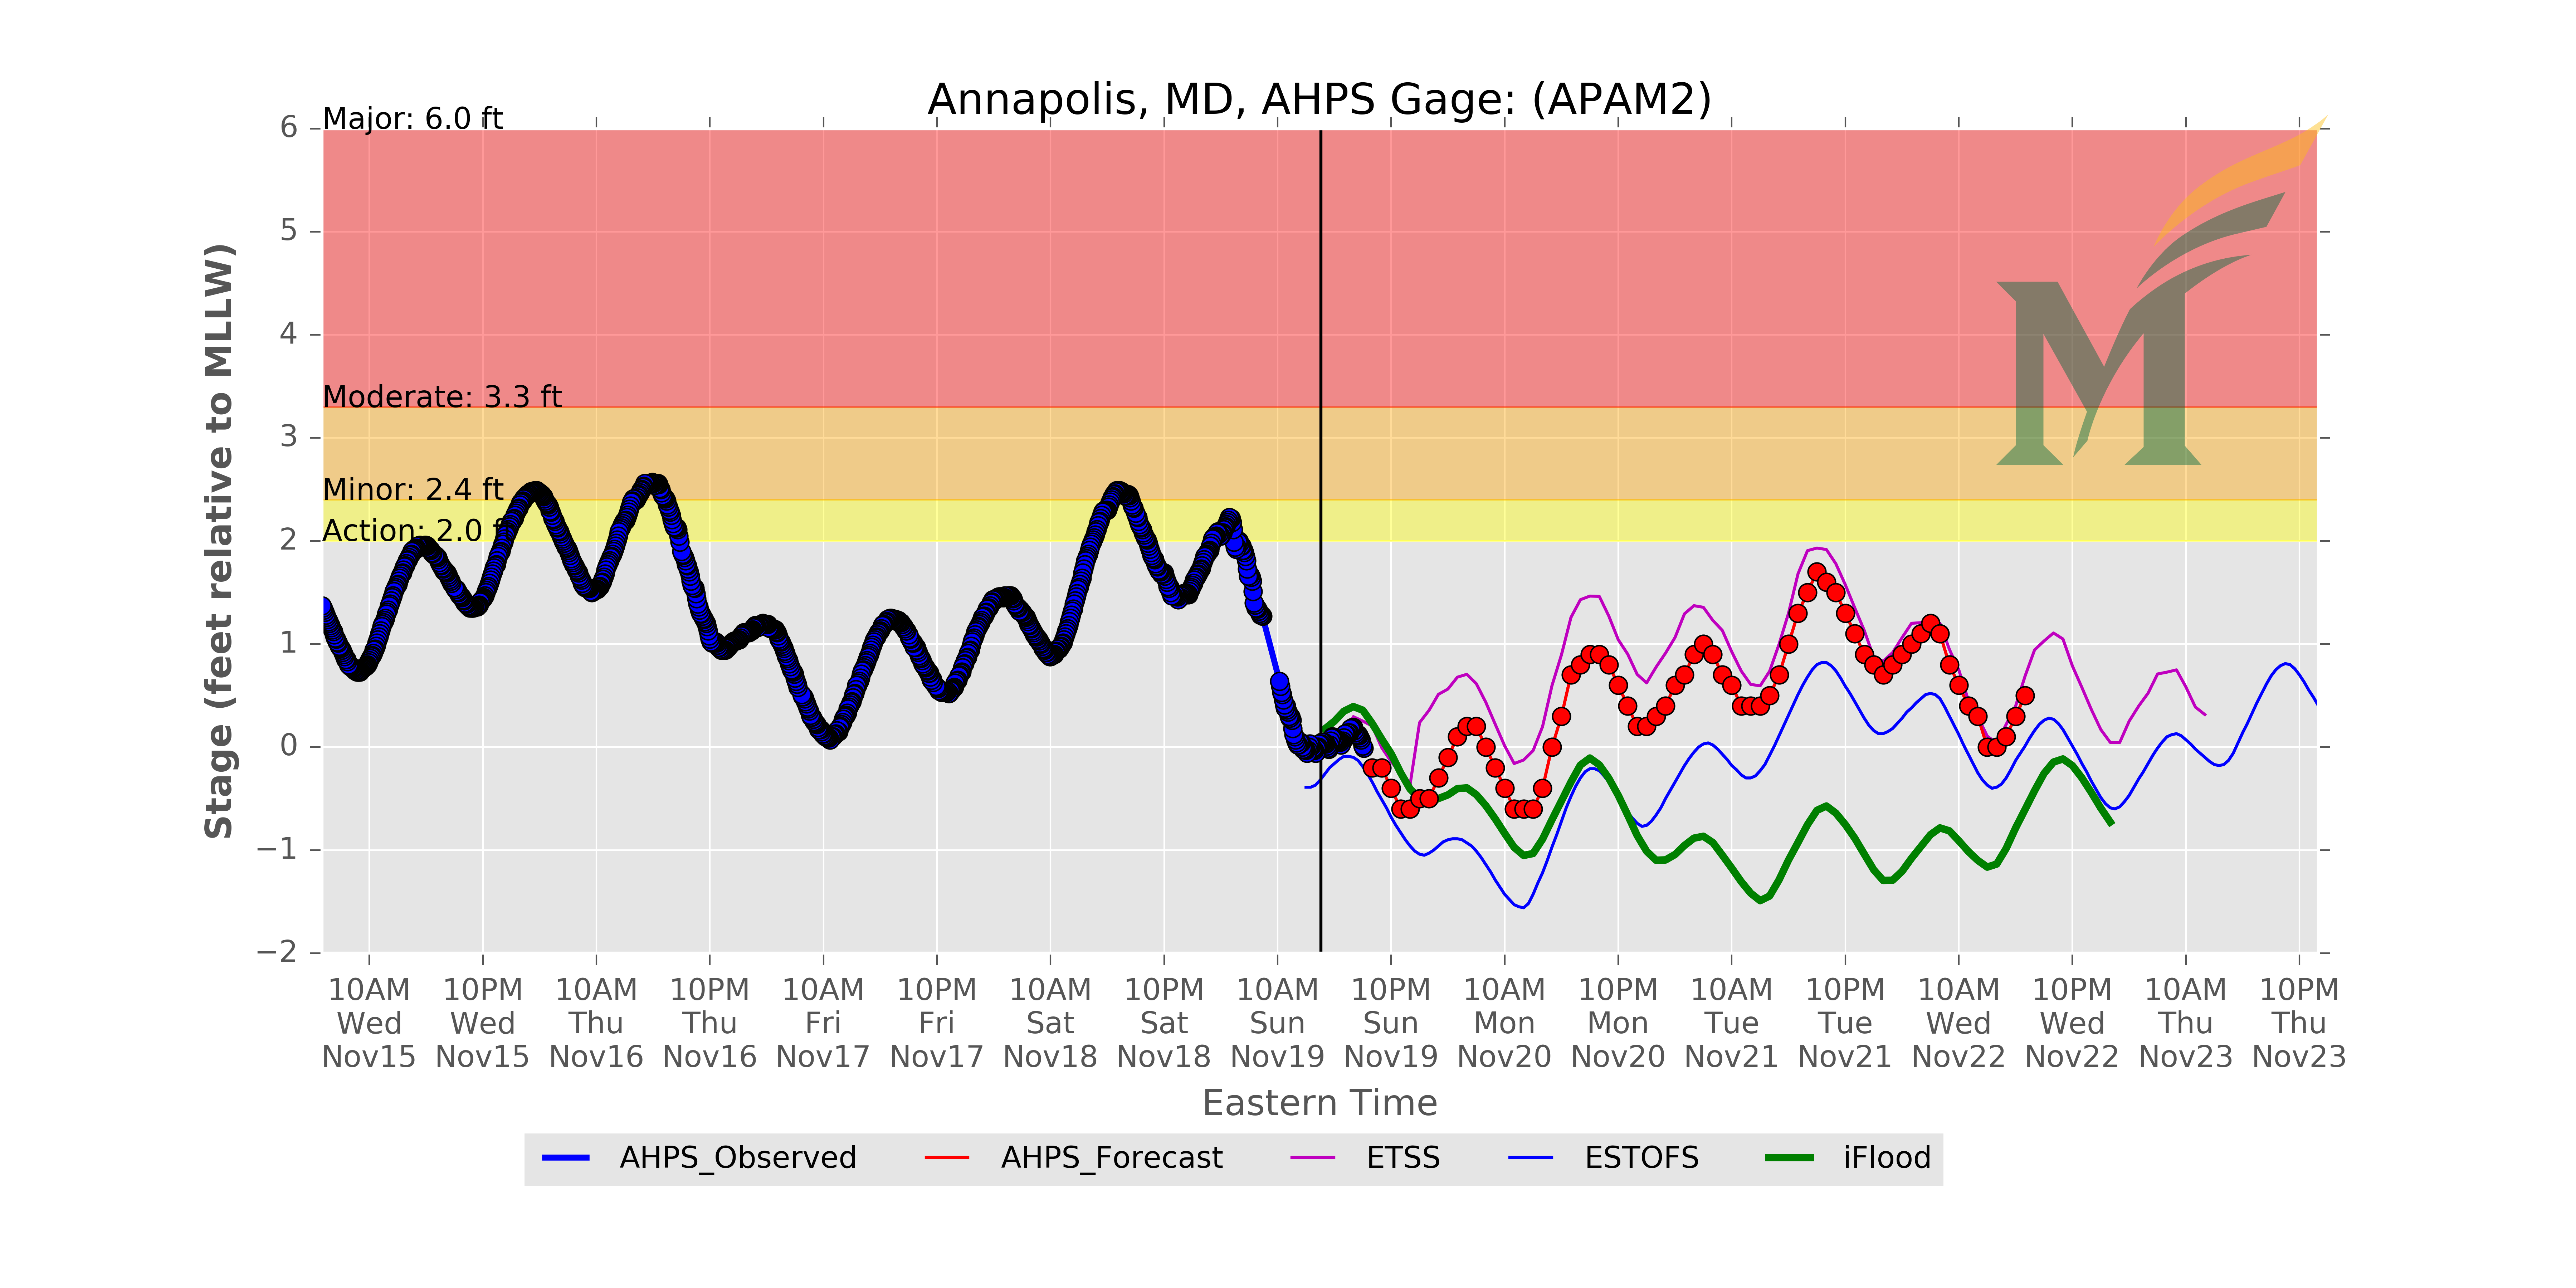 Annapolis, MD, AHPS Gage: (APAM2)
Major: 6.0 ft
Moderate: 3.3 ft
Minor: 2.4 ft
Action: 2.0 ft
Stage (feet relative to MLLW)
6
5
4
3
2
1
0
−1
−2
10AM 10PM 10AM 10PM 10AM 10PM 10AM 10PM 10AM 10PM 10AM 10PM 10AM 10PM 10AM 10PM 10AM 10PM
Wed Wed Thu Thu Fri Fri Sat Sat Sun Sun Mon Mon Tue Tue Wed Wed Thu Thu
Nov15 Nov15 Nov16 Nov16 Nov17 Nov17 Nov18 Nov18 Nov19 Nov19 Nov20 Nov20 Nov21 Nov21 Nov22 Nov22 Nov23 Nov23
Eastern Time
AHPS_Observed AHPS_Forecast ETSS ESTOFS iFlood